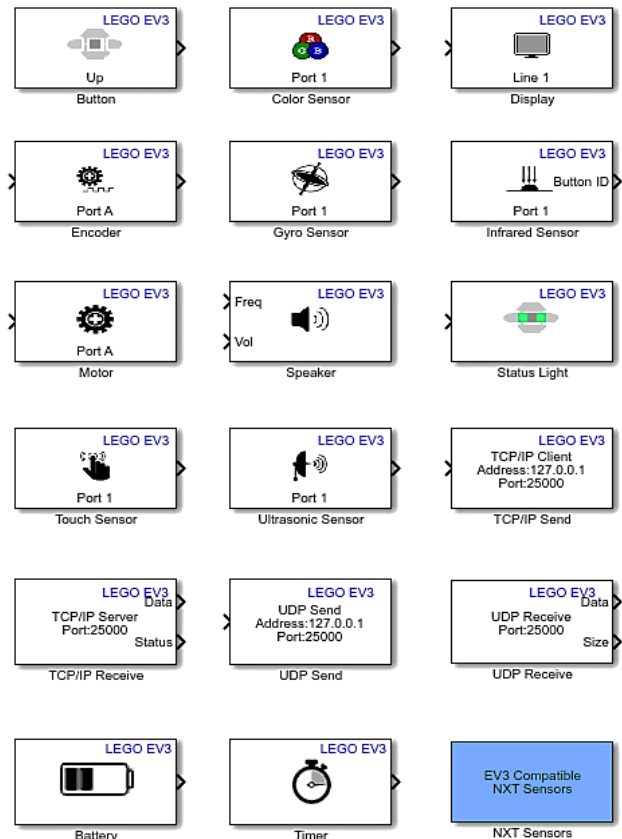 LEGO EV3
Up
Button
LEGO EV3
R
G B
Port 1
Color Sensor
LEGO EV3
Line 1
Display
LEGO EV3
Port A
Encoder
LEGO EV3
Port 1
Gyro Sensor
LEGO EV3
Button ID
Port 1
Infrared Sensor
LEGO EV3
Port A
Motor
LEGO EV3
Freq
Vol
Speaker
LEGO EV3
Status Light
LEGO EV3
Port 1
Touch Sensor
LEGO EV3
Port 1
Ultrasonic Sensor
LEGO EV3
TCP/IP Client
Address:127.0.0.1
Port:25000
TCP/IP Send
LEGO EV3
Data
TCP/IP Server
Port:25000
Status
TCP/IP Receive
LEGO EV3
UDP Send
Address:127.0.0.1
Port:25000
UDP Send
LEGO EV3
Data
UDP Receive
Port:25000
Size
UDP Receive
LEGO EV3
Battery
LEGO EV3
Timer
EV3 Compatible
NXT Sensors
NXT Sensors